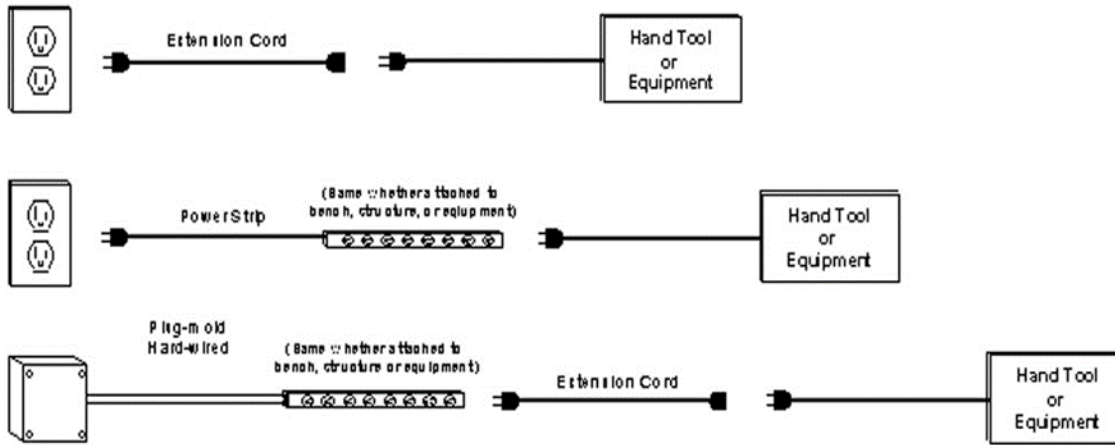 Extension Cord
Hand Tool
or
Equipment
Power Strip
(Same whether attached to
bench, structure, or equipment)
Hand Tool
or
Equipment
Plug-mold
Hard-wired
(Same whether attached to
bench, structure or equipment)
Extension Cord
Hand Tool
or
Equipment